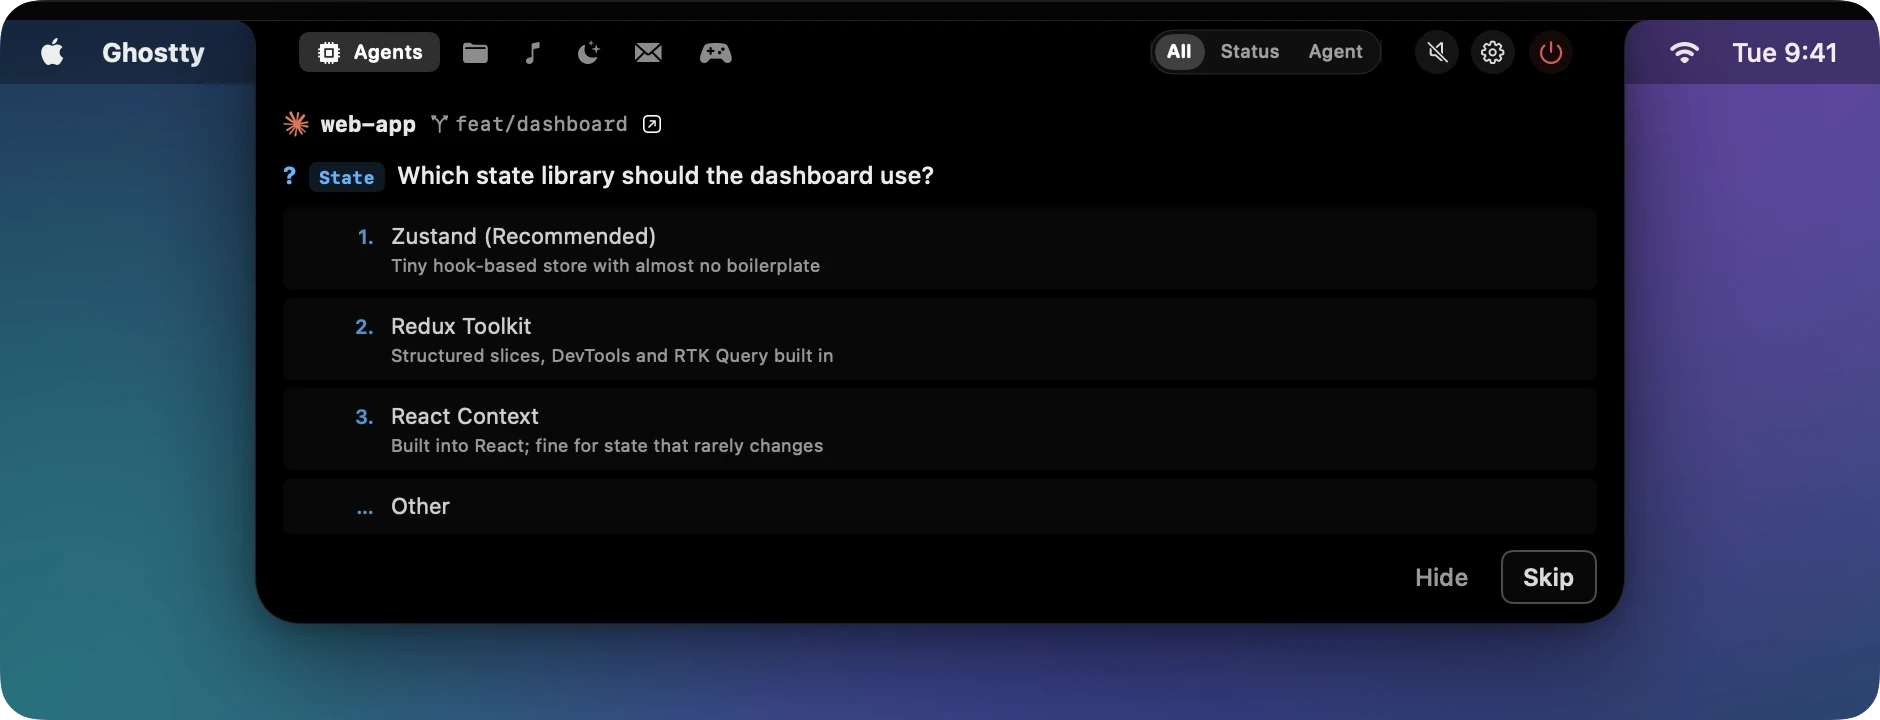 Ghostty
Agents
All Status Agent
Tue 9:41
web-app feat/dashboard
? State Which state library should the dashboard use?
1. Zustand (Recommended)
Tiny hook-based store with almost no boilerplate
2. Redux Toolkit
Structured slices, DevTools and RTK Query built in
3. React Context
Built into React; fine for state that rarely changes
... Other
Hide Skip